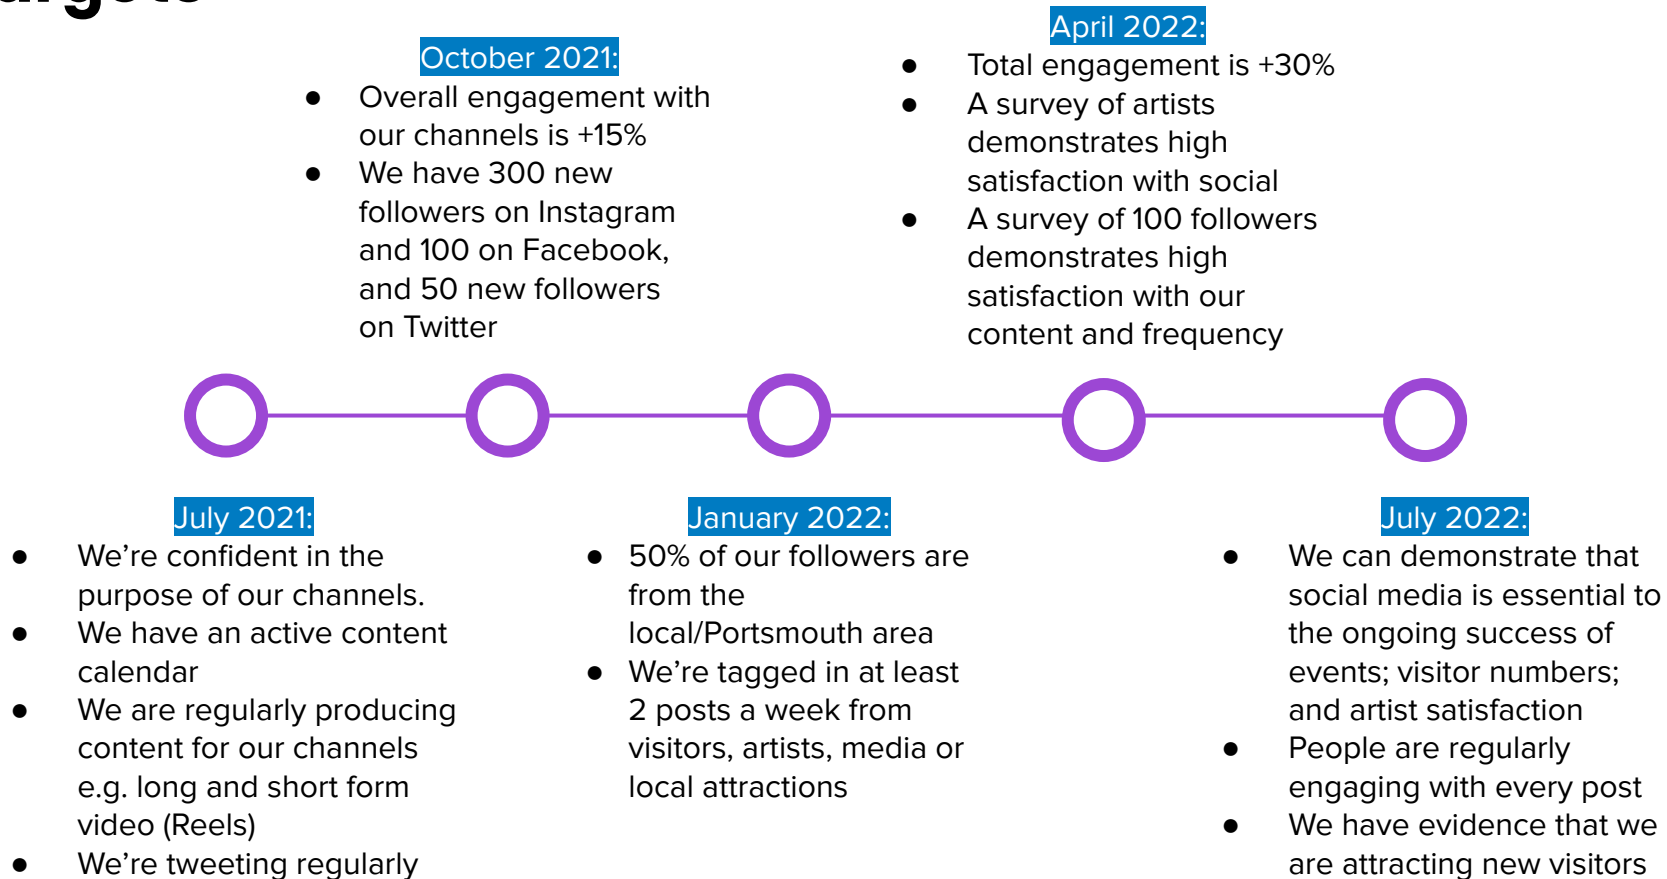 October 2021:
● Overall engagement with
our channels is +15%
● We have 300 new
followers on Instagram
and 100 on Facebook,
and 50 new followers
on Twitter
April 2022:
● Total engagement is +30%
● A survey of artists
demonstrates high
satisfaction with social
● A survey of 100 followers
demonstrates high
satisfaction with our
content and frequency
July 2021:
● We’re confident in the
purpose of our channels.
● We have an active content
calendar
● We are regularly producing
content for our channels
e.g. long and short form
video (Reels)
● We’re tweeting regularly
January 2022:
● 50% of our followers are
from the
local/Portsmouth area
● We’re tagged in at least
2 posts a week from
visitors, artists, media or
local attractions
July 2022:
● We can demonstrate that
social media is essential to
the ongoing success of
events; visitor numbers;
and artist satisfaction
● People are regularly
engaging with every post
● We have evidence that we
are attracting new visitors